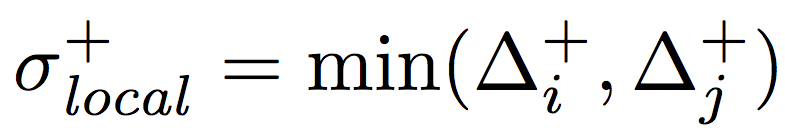 σ⁺_local = min(Δ⁺_i, Δ⁺_j)